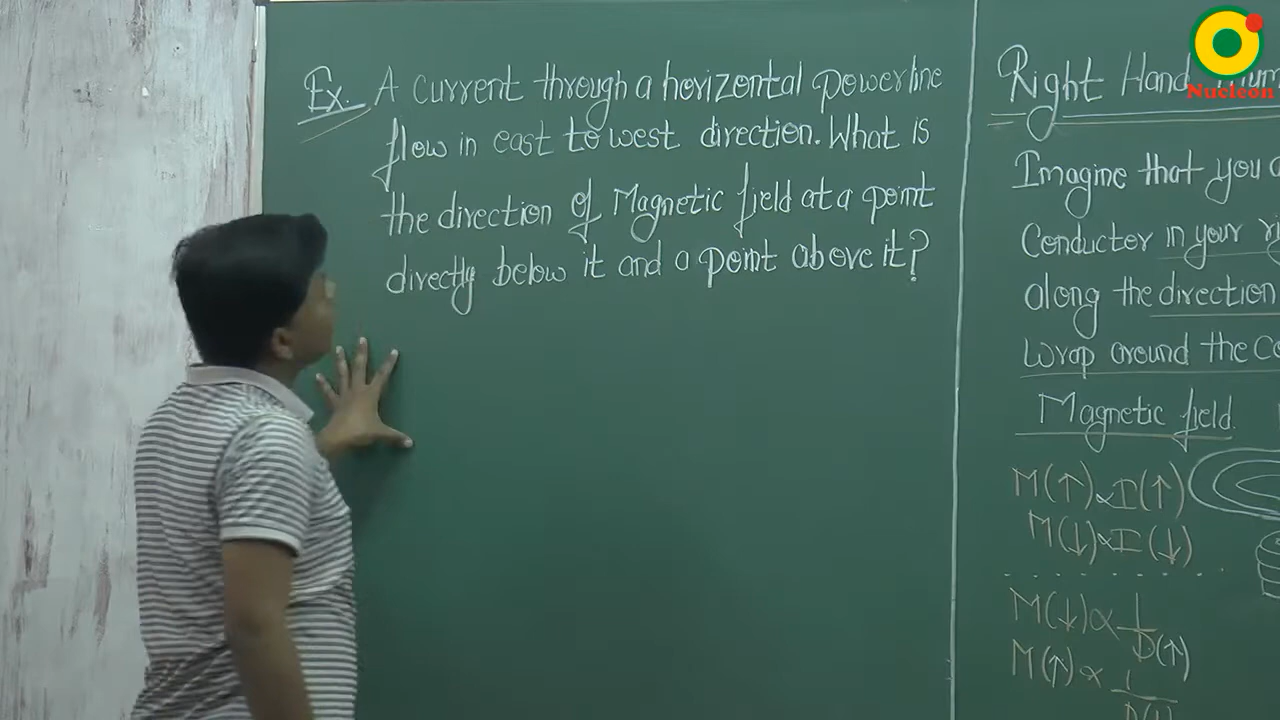 Ex. A current through a horizontal powerline
flow in east to west direction. What is
the direction of Magnetic field at a point
directly below it and a point above it?
Right Hand
Nucleon
Imagine that you
Conductor in your
along the direction
Wrap around the
Magnetic field.
M(↑)∝I(↑)
M(↓)∝I(↓)
M(↓)∝ 1/D(↑)
M(↑)∝ 1/D(↓)